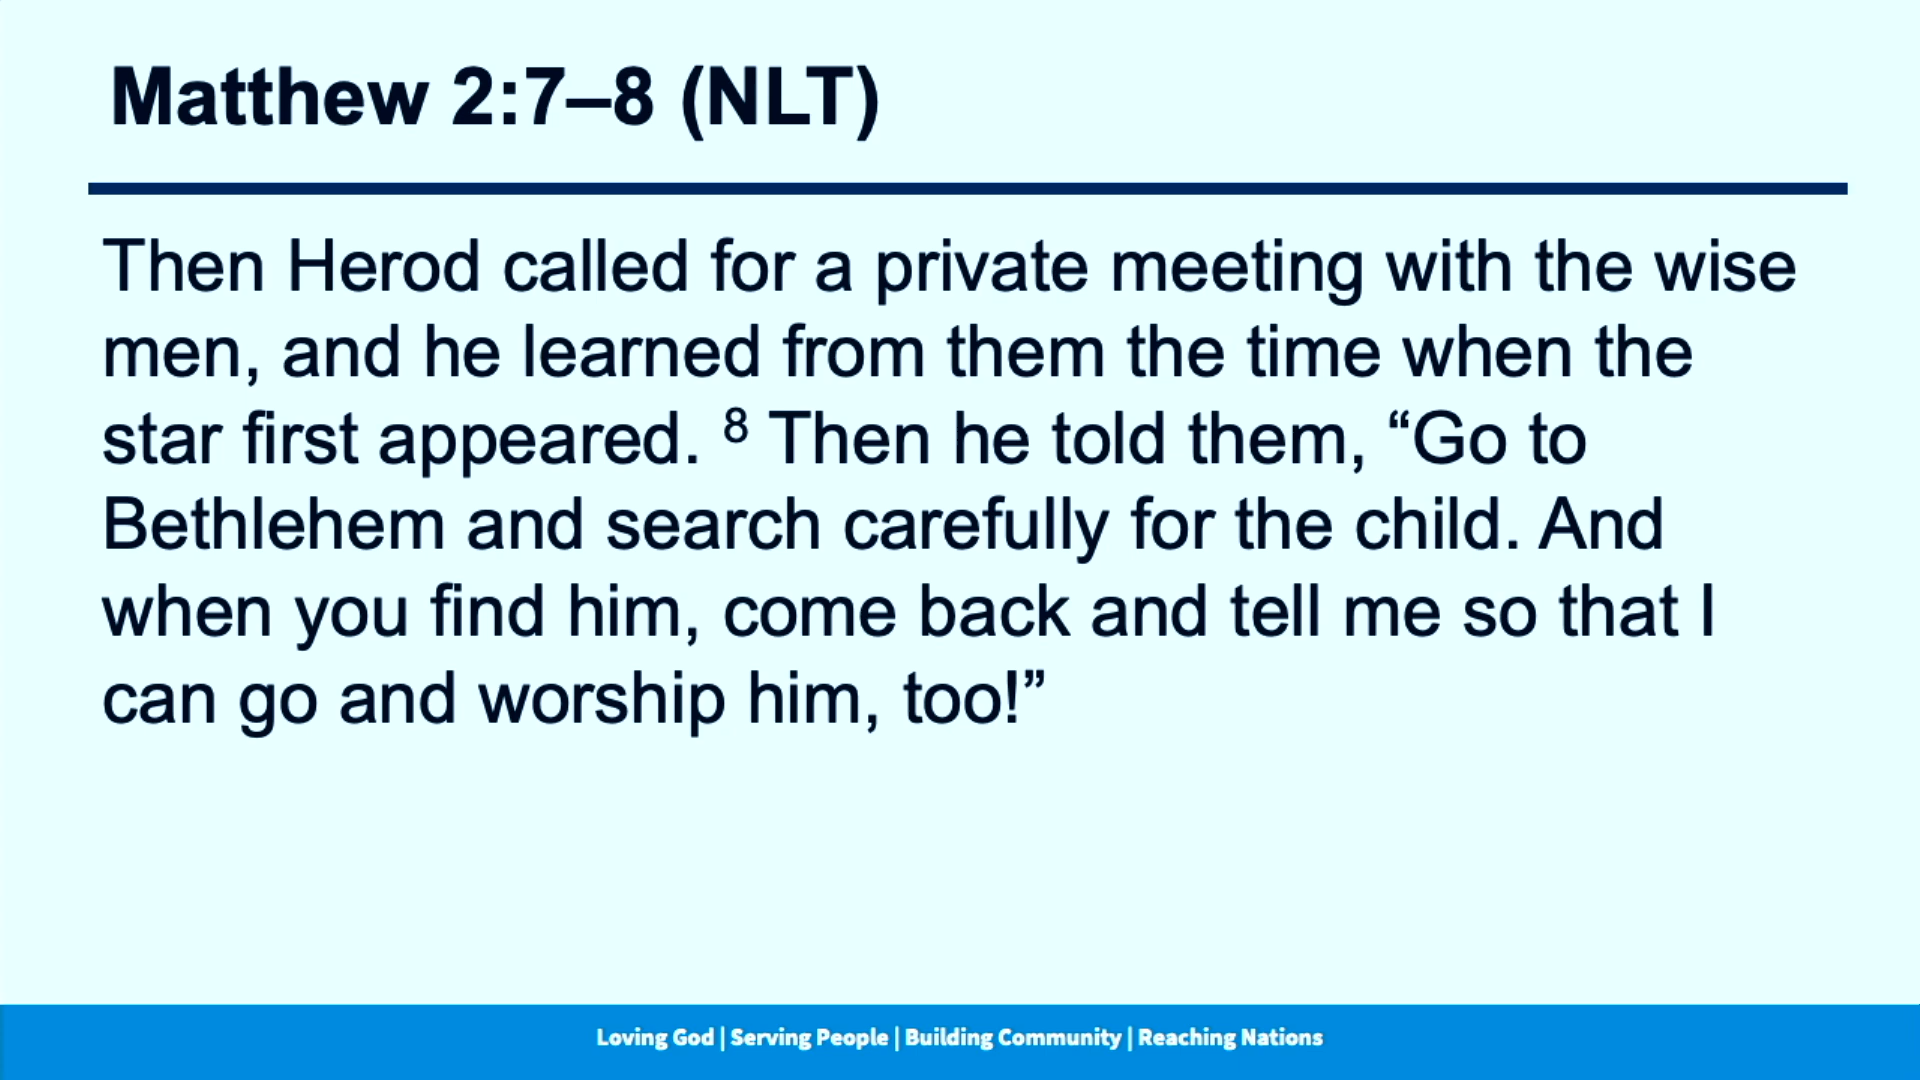 Matthew 2:7–8 (NLT)
Then Herod called for a private meeting with the wise
men, and he learned from them the time when the
star first appeared. ⁸ Then he told them, “Go to
Bethlehem and search carefully for the child. And
when you find him, come back and tell me so that I
can go and worship him, too!”
Loving God | Serving People | Building Community | Reaching Nations